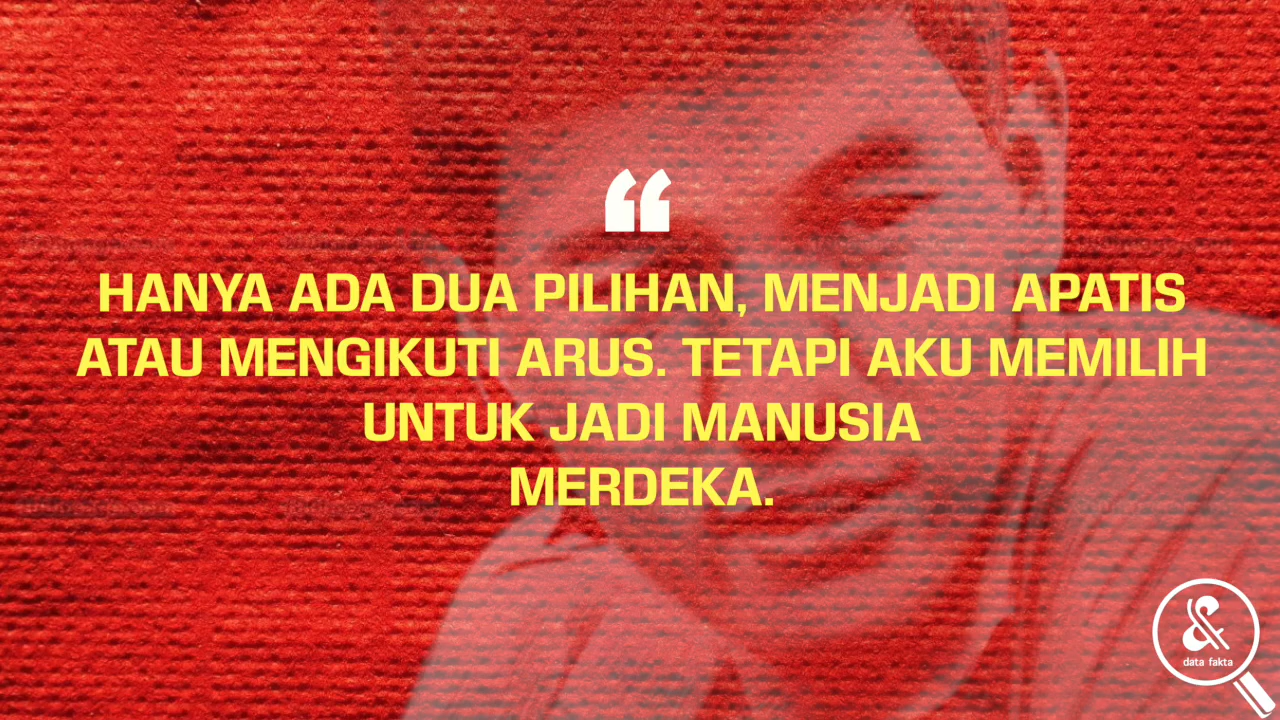 “
HANYA ADA DUA PILIHAN, MENJADI APATIS
ATAU MENGIKUTI ARUS. TETAPI AKU MEMILIH
UNTUK JADI MANUSIA
MERDEKA.
&
data fakta